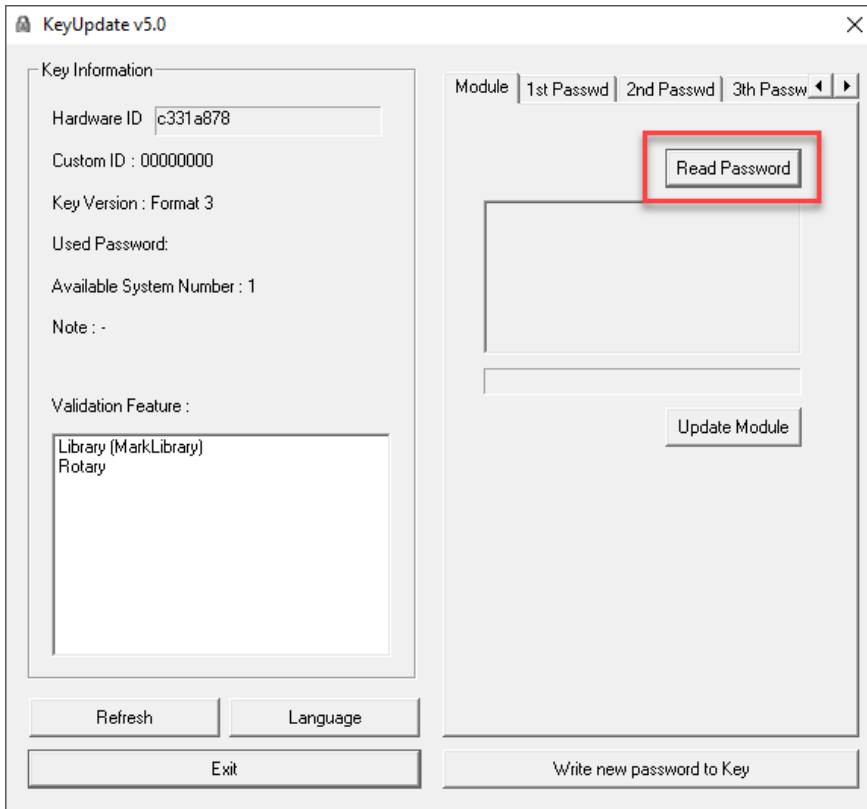 KeyUpdate v5.0
Key Information
Hardware ID c331a878
Custom ID : 00000000
Key Version : Format 3
Used Password:
Available System Number : 1
Note : -
Validation Feature :
Library (MarkLibrary)
Rotary
Refresh
Language
Exit
Module
1st Passwd
2nd Passwd
3th Passw
Read Password
Update Module
Write new password to Key